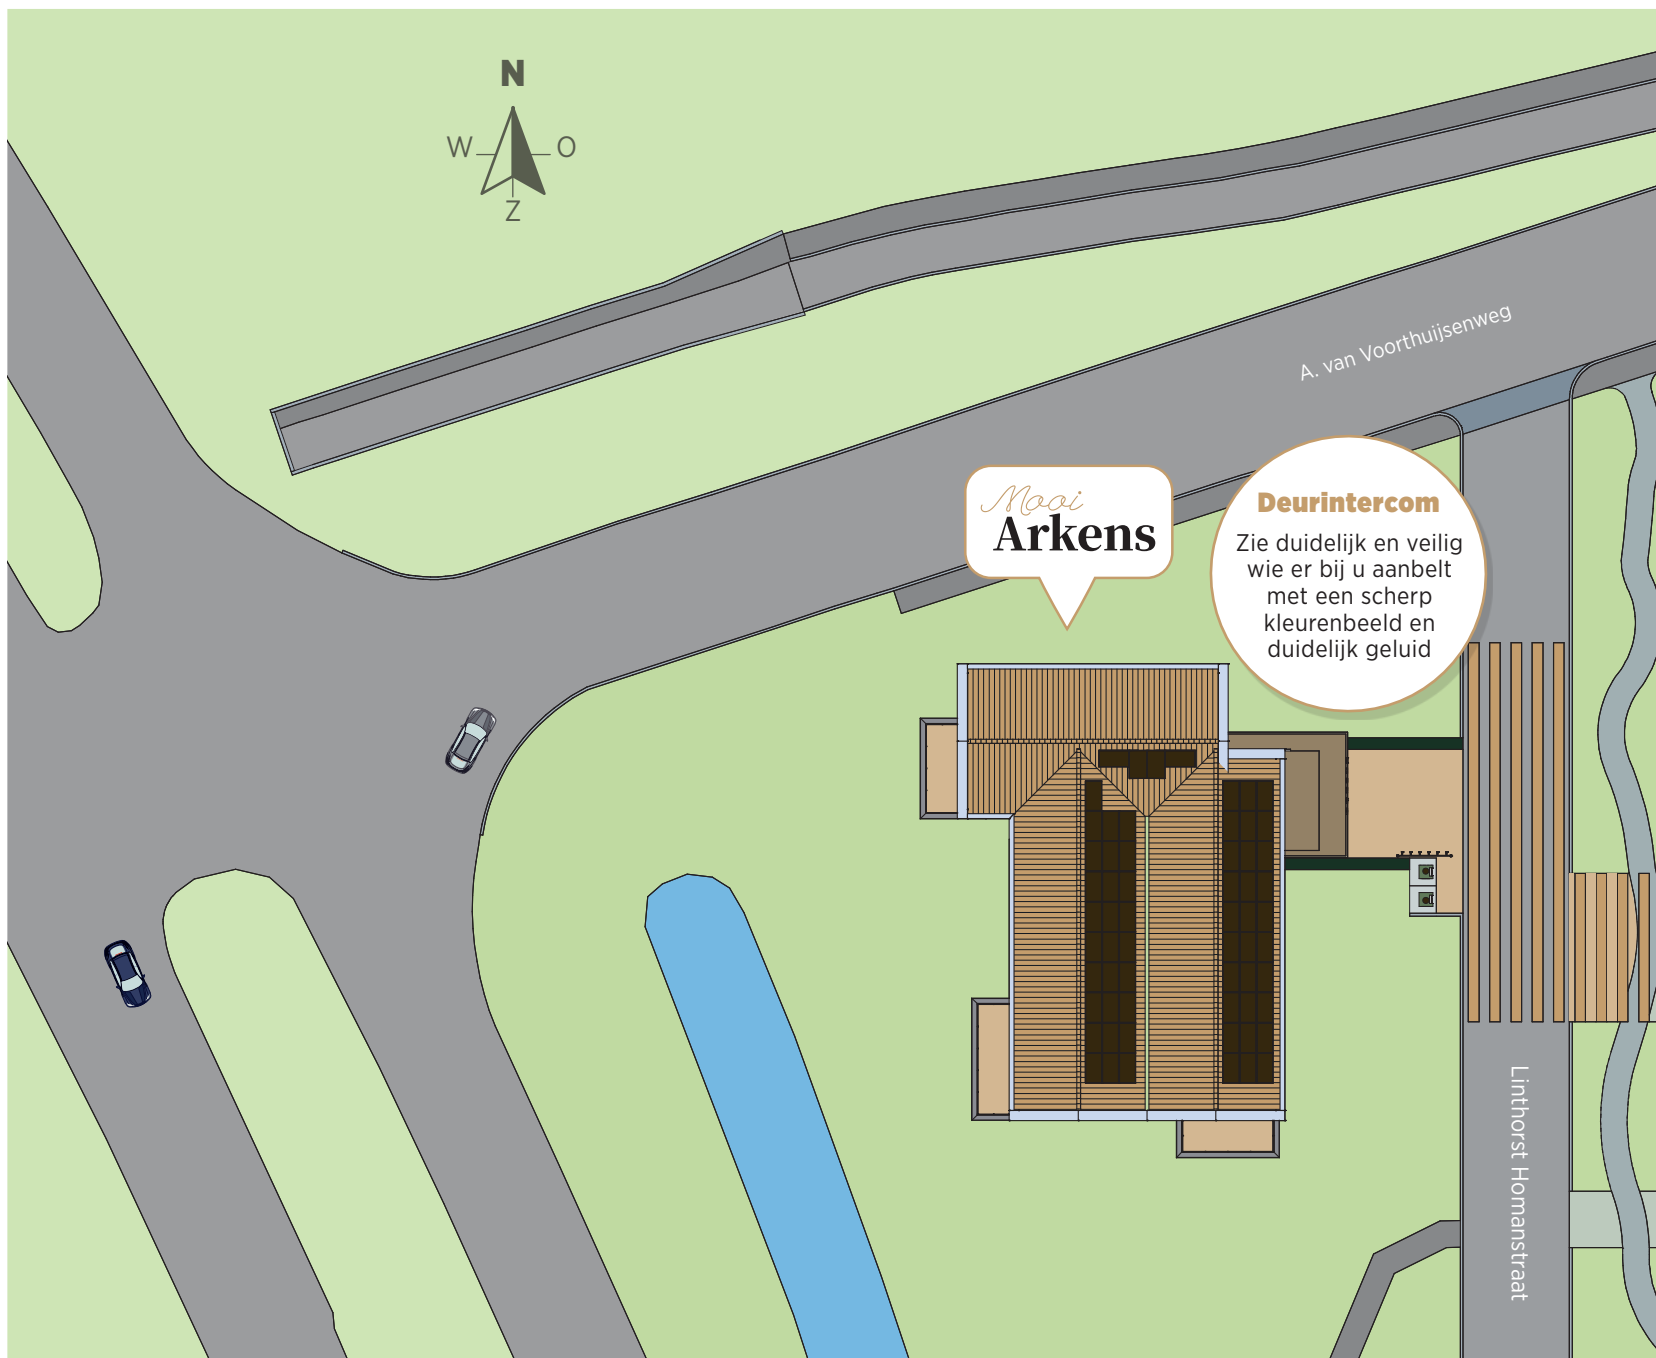 N
W
O
Z
A. van Voorthuijsenweg
Mooi
Arkens
Deurintercom
Zie duidelijk en veilig
wie er bij u aanbelt
met een scherp
kleurenbeeld en
duidelijk geluid
Linthorst Homanstraat